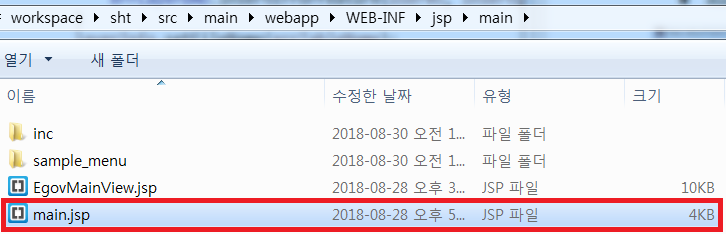 workspace ▸ sht ▸ src ▸ main ▸ webapp ▸ WEB-INF ▸ jsp ▸ main ▸
열기 ▼ 새 폴더
이름 수정한 날짜 유형 크기
inc 2018-08-30 오전 1... 파일 폴더
sample_menu 2018-08-30 오전 1... 파일 폴더
EgovMainView.jsp 2018-08-28 오후 3... JSP 파일 10KB
main.jsp 2018-08-28 오후 5... JSP 파일 4KB